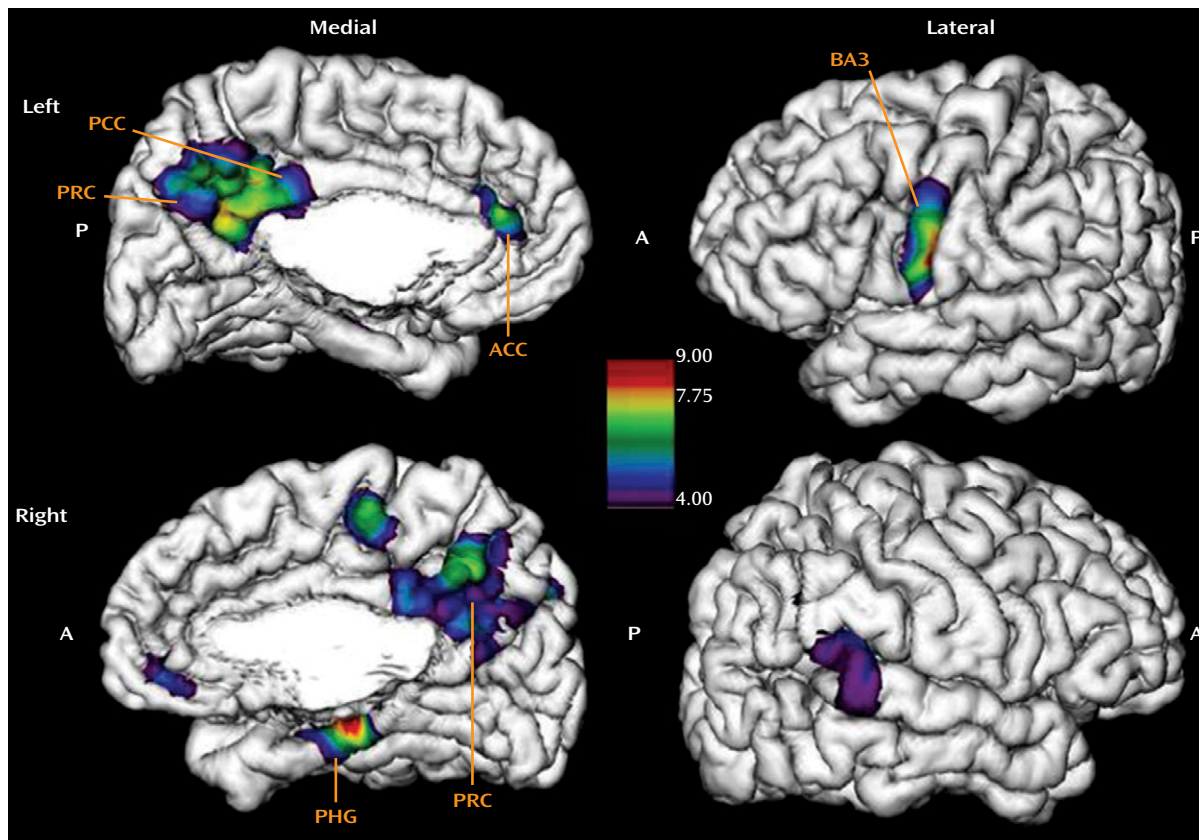 Medial
Lateral
BA3
Left
PCC
PRC
P
A
P
ACC
9.00
7.75
4.00
Right
A
P
A
PHG
PRC